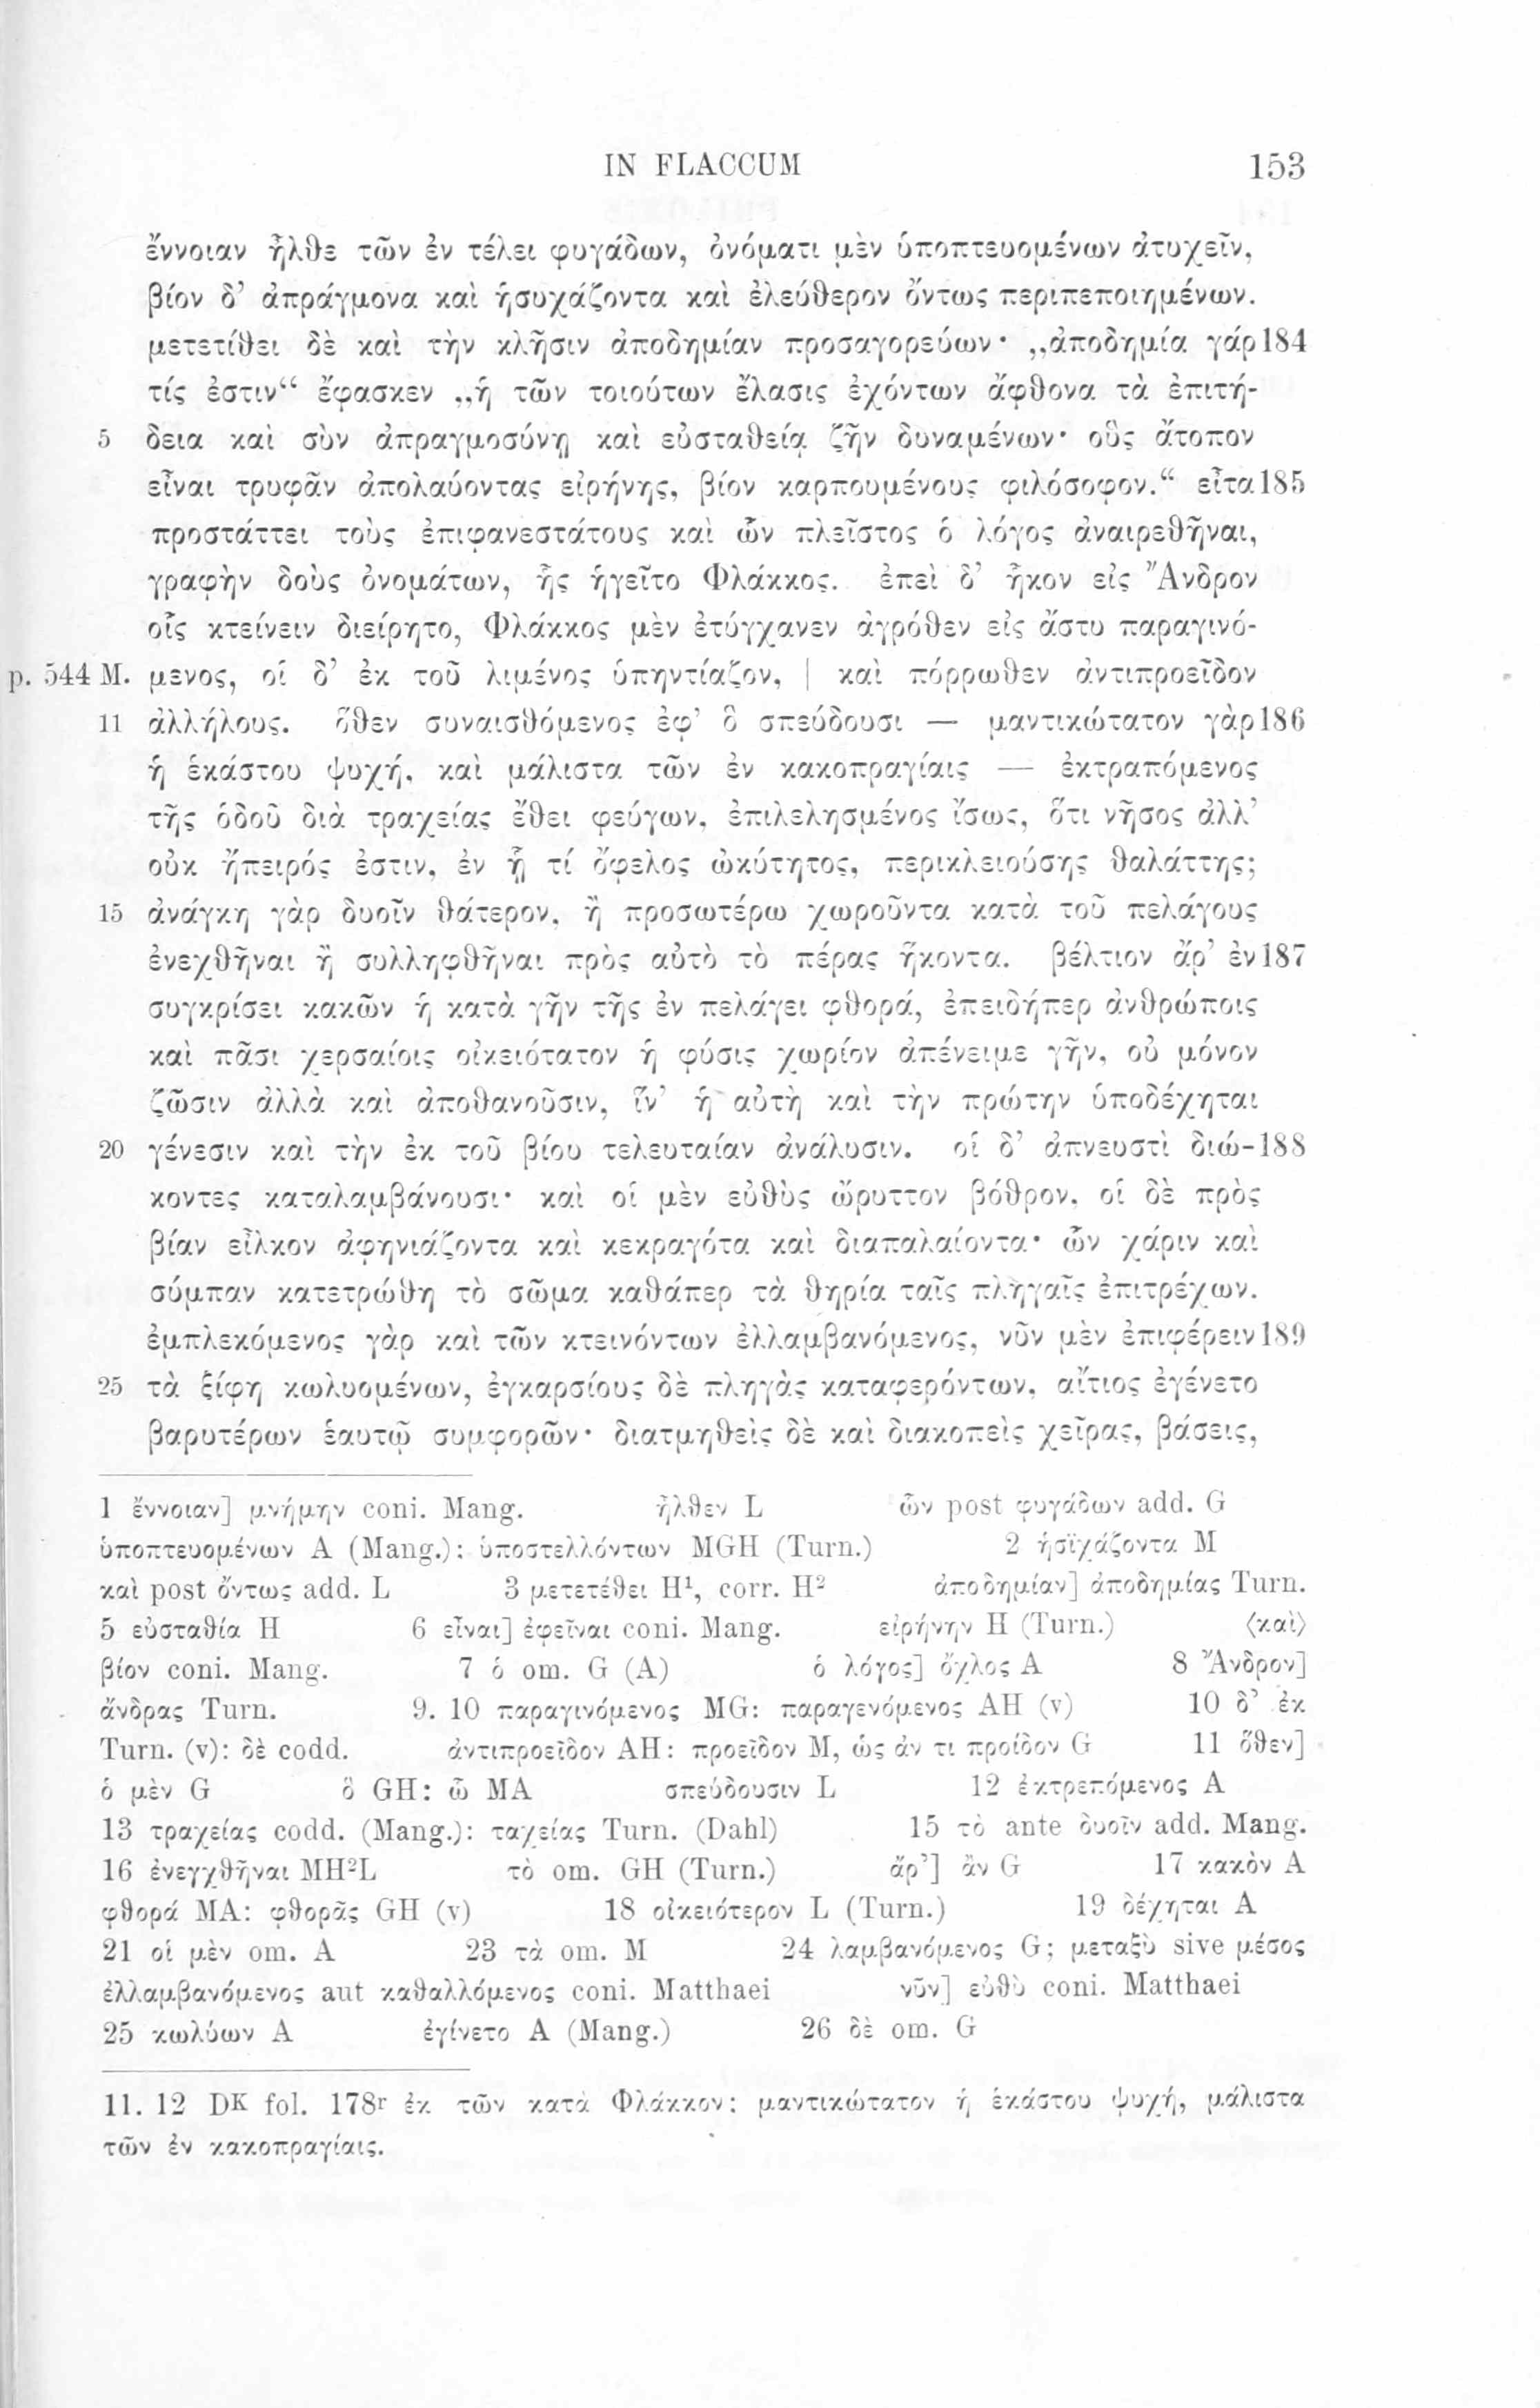 IN FLACCUM 153
ἔννοιαν ἦλθε τῶν ἐν τέλει φυγάδων, ὀνόματι μὲν ὑποπτευομένων ἀτυχεῖν,
βίον δ’ ἀπράγμονα καὶ ἡσυχάζοντα καὶ ἐλεύθερον ὄντως περιπεποιημένων.
μετετίθει δὲ καὶ τὴν κλῆσιν ἀποδημίαν προσαγορεύων· „ἀποδημία γάρ 184
τίς ἐστιν“ ἔφασκεν „ἡ τῶν τοιούτων ἔλασις ἐχόντων ἄφθονα τὰ ἐπιτή-
5 δεια καὶ σὺν ἀπραγμοσύνῃ καὶ εὐσταθείᾳ ζῆν δυναμένων· οὓς ἄτοπον
εἶναι τρυφᾶν ἀπολαύοντας εἰρήνης, βίον καρπουμένους φιλόσοφον.“ εἶτα 185
προστάττει τοὺς ἐπιφανεστάτους καὶ ὧν πλεῖστος ὁ λόγος ἀναιρεθῆναι,
γραφὴν δοὺς ὀνομάτων, ἧς ἡγεῖτο Φλάκκος. ἐπεὶ δ’ ἧκον εἰς Ἄνδρον
οἷς κτείνειν διείρητο, Φλάκκος μὲν ἐτύγχανεν ἀγρόθεν εἰς ἄστυ παραγινό-
p. 544 M. μενος, οἱ δ’ ἐκ τοῦ λιμένος ὑπηντίαζον, | καὶ πόρρωθεν ἀντιπροεῖδον
11 ἀλλήλους. ὅθεν συναισθόμενος ἐφ’ ὃ σπεύδουσι — μαντικώτατον γὰρ 186
ἡ ἑκάστου ψυχή, καὶ μάλιστα τῶν ἐν κακοπραγίαις — ἐκτραπόμενος
τῆς ὁδοῦ διὰ τραχείας ἔθει φεύγων, ἐπιλελησμένος ἴσως, ὅτι νῆσος ἀλλ’
οὐκ ἤπειρός ἐστιν, ἐν ᾗ τί ὄφελος ὠκύτητος, περικλειούσης θαλάττης;
15 ἀνάγκη γὰρ δυοῖν θάτερον, ἢ προσωτέρω χωροῦντα κατὰ τοῦ πελάγους
ἐνεχθῆναι ἢ συλληφθῆναι πρὸς αὐτὸ τὸ πέρας ἥκοντα. βέλτιον ἄρ’ ἐν 187
συγκρίσει κακῶν ἡ κατὰ γῆν τῆς ἐν πελάγει φθορά, ἐπειδήπερ ἀνθρώποις
καὶ πᾶσι χερσαίοις οἰκειότατον ἡ φύσις χωρίον ἀπένειμε γῆν, οὐ μόνον
ζῶσιν ἀλλὰ καὶ ἀποθανοῦσιν, ἵν’ ἡ αὐτὴ καὶ τὴν πρώτην ὑποδέχηται
20 γένεσιν καὶ τὴν ἐκ τοῦ βίου τελευταίαν ἀνάλυσιν. οἱ δ’ ἀπνευστὶ διώ- 188
κοντες καταλαμβάνουσι· καὶ οἱ μὲν εὐθὺς ὤρυττον βόθρον, οἱ δὲ πρὸς
βίαν εἷλκον ἀφηνιάζοντα καὶ κεκραγότα καὶ διαπαλαίοντα· ὧν χάριν καὶ
σύμπαν κατετρώθη τὸ σῶμα καθάπερ τὰ θηρία ταῖς πληγαῖς ἐπιτρέχων.
ἐμπλεκόμενος γὰρ καὶ τῶν κτεινόντων ἐλλαμβανόμενος, νῦν μὲν ἐπιφέρειν 189
25 τὰ ξίφη κωλυομένων, ἐγκαρσίους δὲ πληγὰς καταφερόντων, αἴτιος ἐγένετο
βαρυτέρων ἑαυτῷ συμφορῶν· διατμηθεὶς δὲ καὶ διακοπεὶς χεῖρας, βάσεις,
1 ἔννοιαν] μνήμην coni. Mang. ἦλθεν L ὧν post φυγάδων add. G
ὑποπτευομένων A (Mang.): ὑποστελλόντων MGH (Turn.) 2 ἡσϊχάζοντα M
καὶ post ὄντως add. L 3 μετετέθει H¹, corr. H² ἀποδημίαν] ἀποδημίας Turn.
5 εὐσταθία H 6 εἶναι] ἐφεῖναι coni. Mang. εἰρήνην H (Turn.) ⟨καὶ⟩
βίον coni. Mang. 7 ὁ om. G (A) ὁ λόγος] ὄχλος A 8 Ἄνδρον]
ἄνδρας Turn. 9. 10 παραγινόμενος MG: παραγενόμενος AH (v) 10 δ’ ἐκ
Turn. (v): δὲ codd. ἀντιπροεῖδον AH: προεῖδον M, ὡς ἀν τι προίδον G 11 ὅθεν]
ὁ μὲν G ὃ GH: ὧ MA σπεύδουσιν L 12 ἐκτρεπόμενος A
13 τραχείας codd. (Mang.): ταχείας Turn. (Dahl) 15 τὸ ante δυοῖν add. Mang.
16 ἐνεγχθῆναι MH²L τὸ om. GH (Turn.) ἄρ’] ἀν G 17 κακὸν A
φθορά MA: φθορᾶς GH (v) 18 οἰκειότερον L (Turn.) 19 δέχηται A
21 οἱ μὲν om. A 23 τὰ om. M 24 λαμβανόμενος G; μεταξὺ sive μέσος
ἐλλαμβανόμενος aut καθαλλόμενος coni. Matthaei νῦν] εὐθὺ coni. Matthaei
25 κωλύων A ἐγίνετο A (Mang.) 26 δὲ om. G
11. 12 Dᴷ fol. 178ʳ ἐκ τῶν κατὰ Φλάκκον: μαντικώτατον ἡ ἑκάστου ψυχή, μάλιστα
τῶν ἐν κακοπραγίαις.